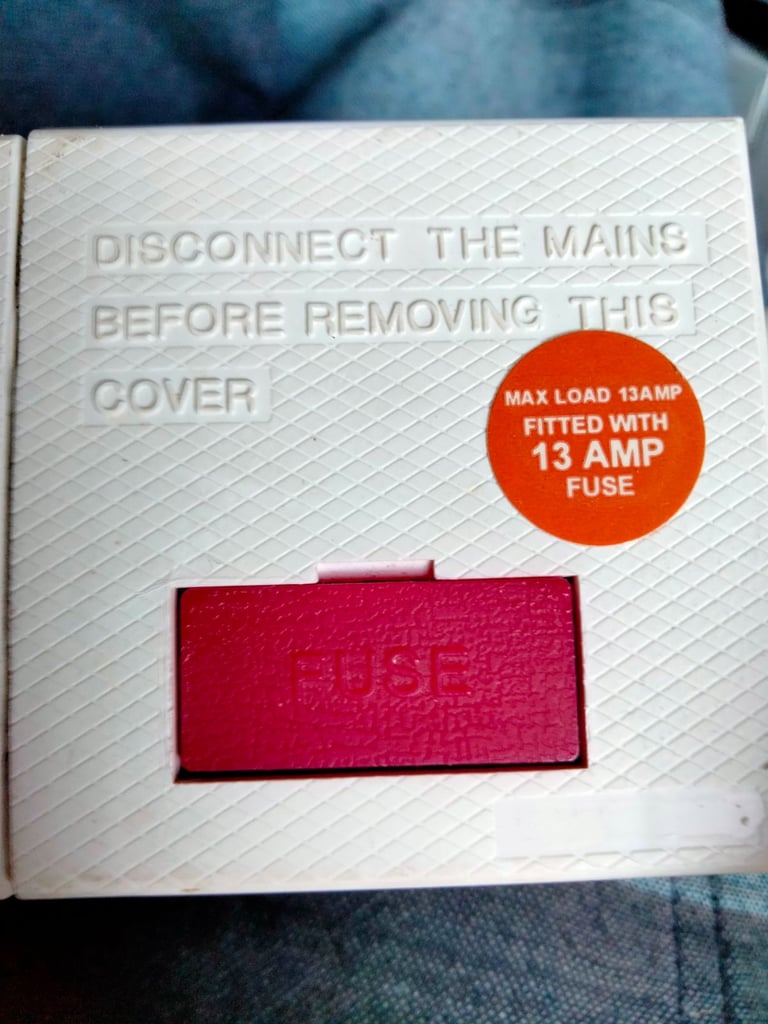 DISCONNECT THE MAINS
BEFORE REMOVING THIS
COVER
MAX LOAD 13AMP
FITTED WITH
13 AMP
FUSE
FUSE